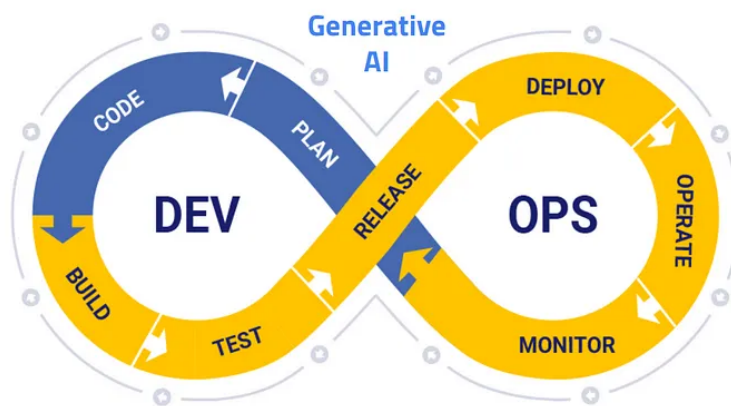 Generative
AI
CODE
PLAN
DEV
BUILD
TEST
RELEASE
DEPLOY
OPS
OPERATE
MONITOR